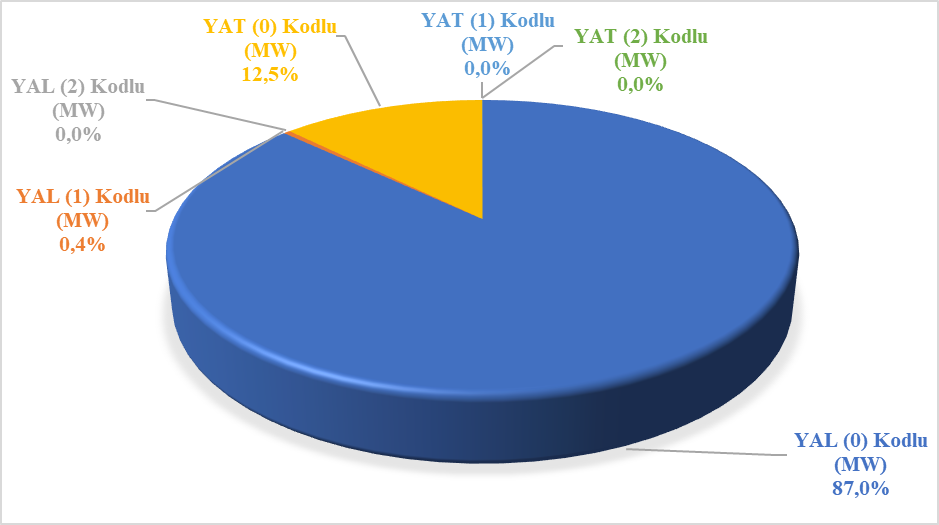 YAT (0) Kodlu
(MW)
12,5%
YAT (1) Kodlu
(MW)
0,0%
YAT (2) Kodlu
(MW)
0,0%
YAL (2) Kodlu
(MW)
0,0%
YAL (1) Kodlu
(MW)
0,4%
YAL (0) Kodlu
(MW)
87,0%